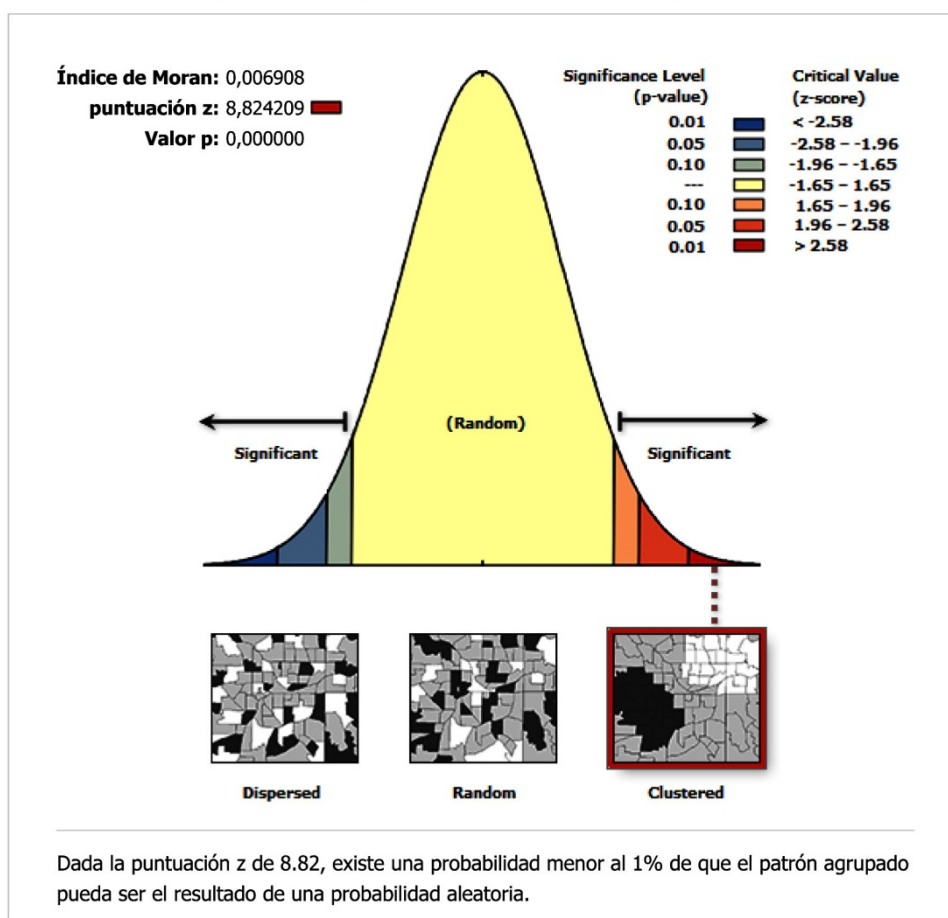 Índice de Moran: 0,006908
puntuación z: 8,824209
Valor p: 0,000000
Significance Level
(p-value)
Critical Value
(z-score)
0.01 < -2.58
0.05 -2.58 – -1.96
0.10 -1.96 – -1.65
--- -1.65 – 1.65
0.10 1.65 – 1.96
0.05 1.96 – 2.58
0.01 > 2.58
Significant
(Random)
Significant
Dispersed
Random
Clustered
Dada la puntuación z de 8.82, existe una probabilidad menor al 1% de que el patrón agrupado
pueda ser el resultado de una probabilidad aleatoria.